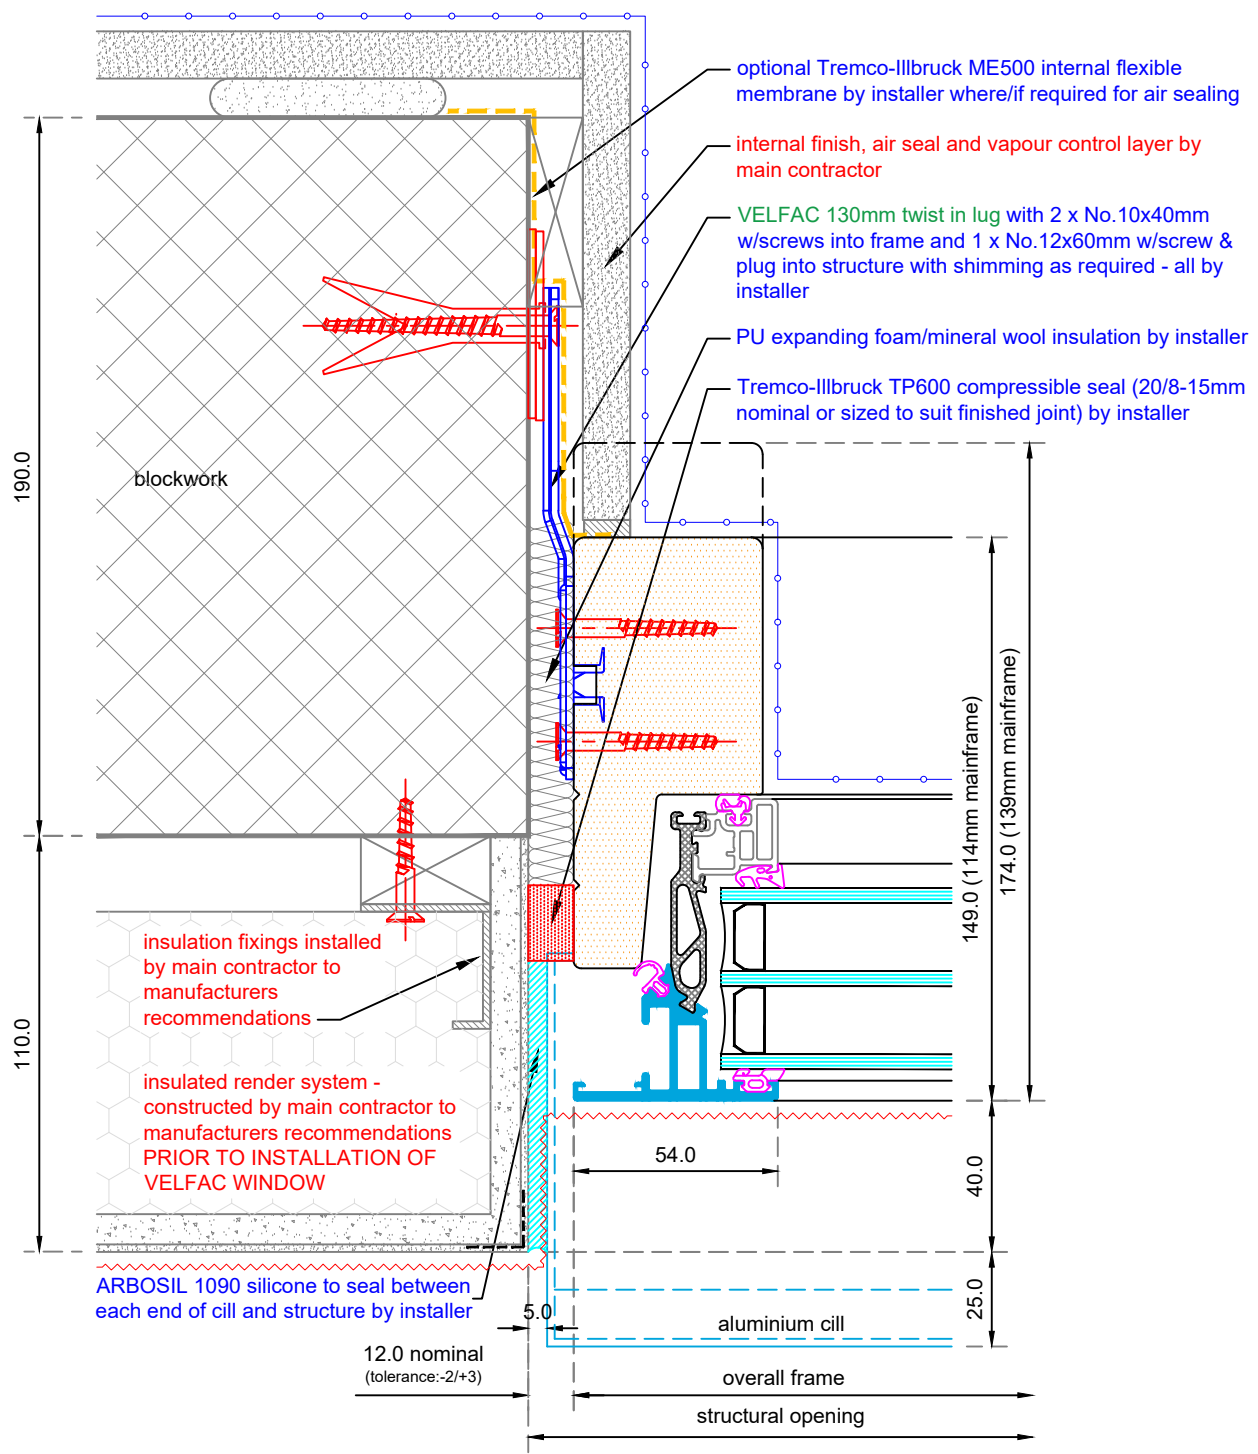 optional Tremco-Illbruck ME500 internal flexible
membrane by installer where/if required for air sealing
internal finish, air seal and vapour control layer by
main contractor
VELFAC 130mm twist in lug with 2 x No.10x40mm
w/screws into frame and 1 x No.12x60mm w/screw &
plug into structure with shimming as required - all by
installer
PU expanding foam/mineral wool insulation by installer
Tremco-Illbruck TP600 compressible seal (20/8-15mm
nominal or sized to suit finished joint) by installer
190.0
blockwork
149.0 (114mm mainframe)
174.0 (139mm mainframe)
insulation fixings installed
by main contractor to
manufacturers
recommendations
110.0
insulated render system -
constructed by main contractor to
manufacturers recommendations
PRIOR TO INSTALLATION OF
VELFAC WINDOW
54.0
40.0
25.0
ARBOSIL 1090 silicone to seal between
each end of cill and structure by installer
5.0
aluminium cill
12.0 nominal
(tolerance:-2/+3)
overall frame
structural opening